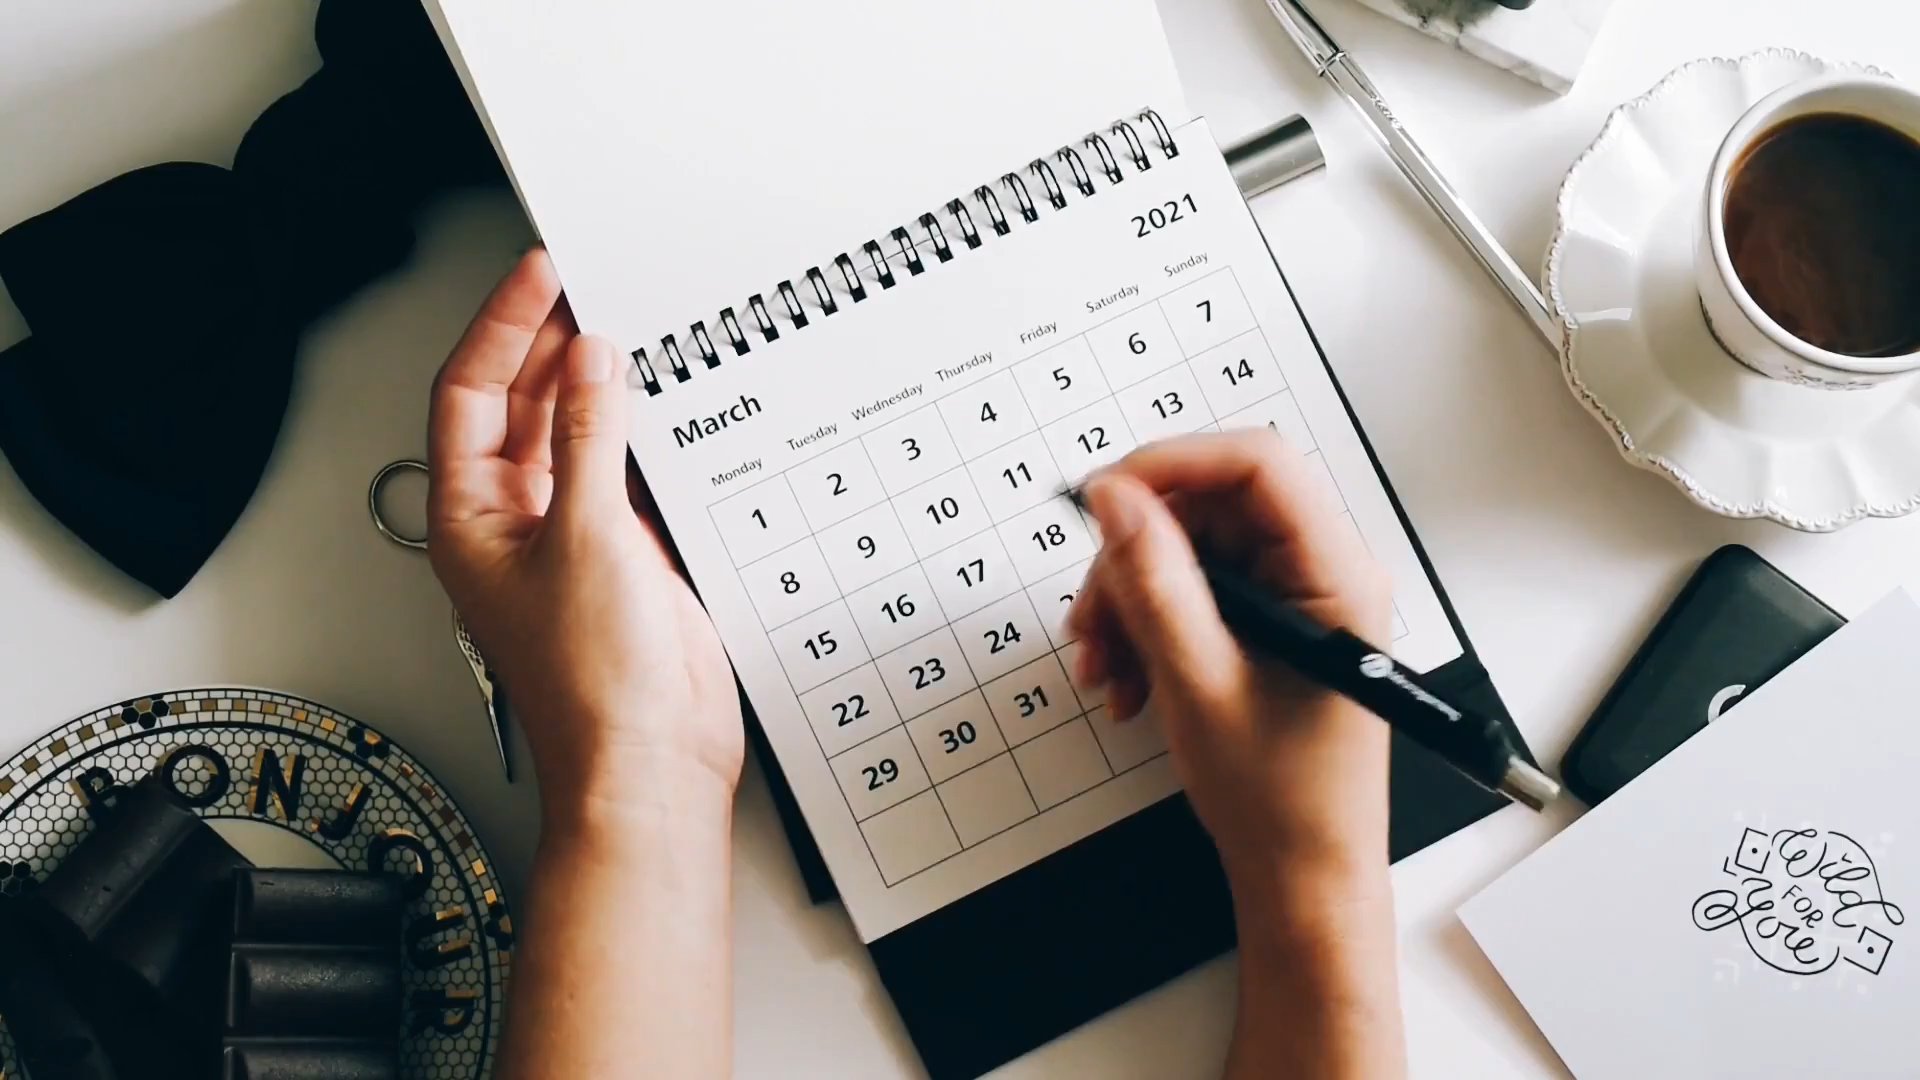 2021
March
Monday Tuesday Wednesday Thursday Friday Saturday Sunday
1 2 3 4 5 6 7
8 9 10 11 12 13 14
15 16 17 18
22 23 24
29 30 31
BONJOUR
Wild
FOR
Love